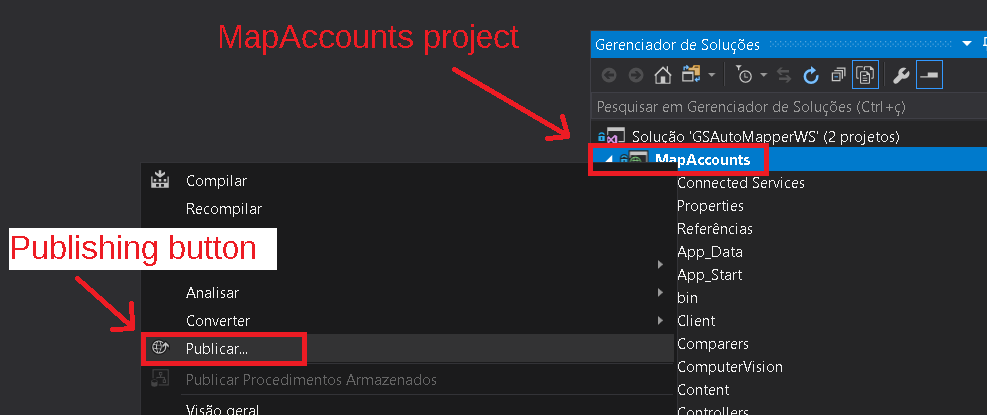 MapAccounts project
Gerenciador de Soluções
Pesquisar em Gerenciador de Soluções (Ctrl+ç)
Solução 'GSAutoMapperWS' (2 projetos)
MapAccounts
Connected Services
Properties
Referências
App_Data
App_Start
bin
Client
Comparers
ComputerVision
Content
Controllers
Compilar
Recompilar
Publishing button
Analisar
Converter
Publicar...
Publicar Procedimentos Armazenados
Visão geral